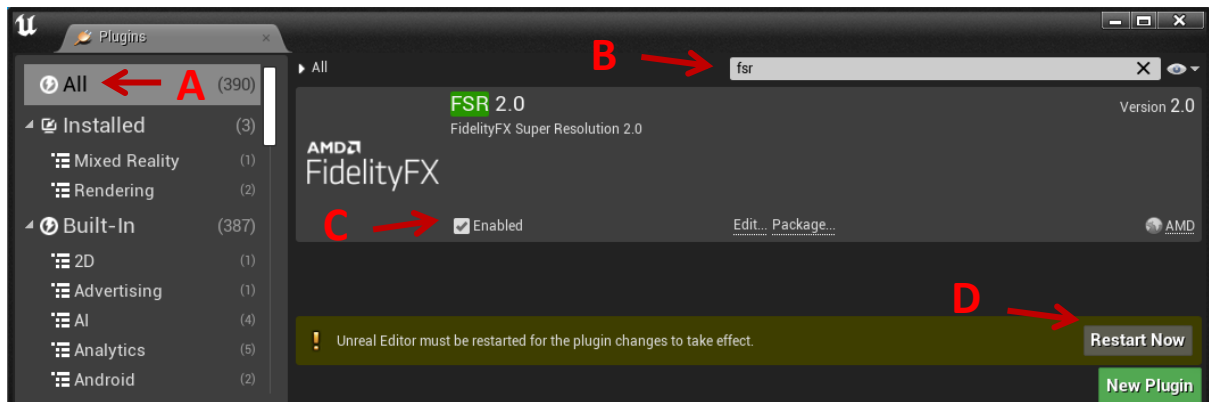 Plugins
All (390)
A
Installed (3)
Mixed Reality (1)
Rendering (2)
Built-In (387)
2D (1)
Advertising (1)
AI (4)
Analytics (5)
Android (2)
All
B
fsr
FSR 2.0
Version 2.0
FidelityFX Super Resolution 2.0
AMD
FidelityFX
C
Enabled
Edit... Package...
AMD
D
! Unreal Editor must be restarted for the plugin changes to take effect.
Restart Now
New Plugin